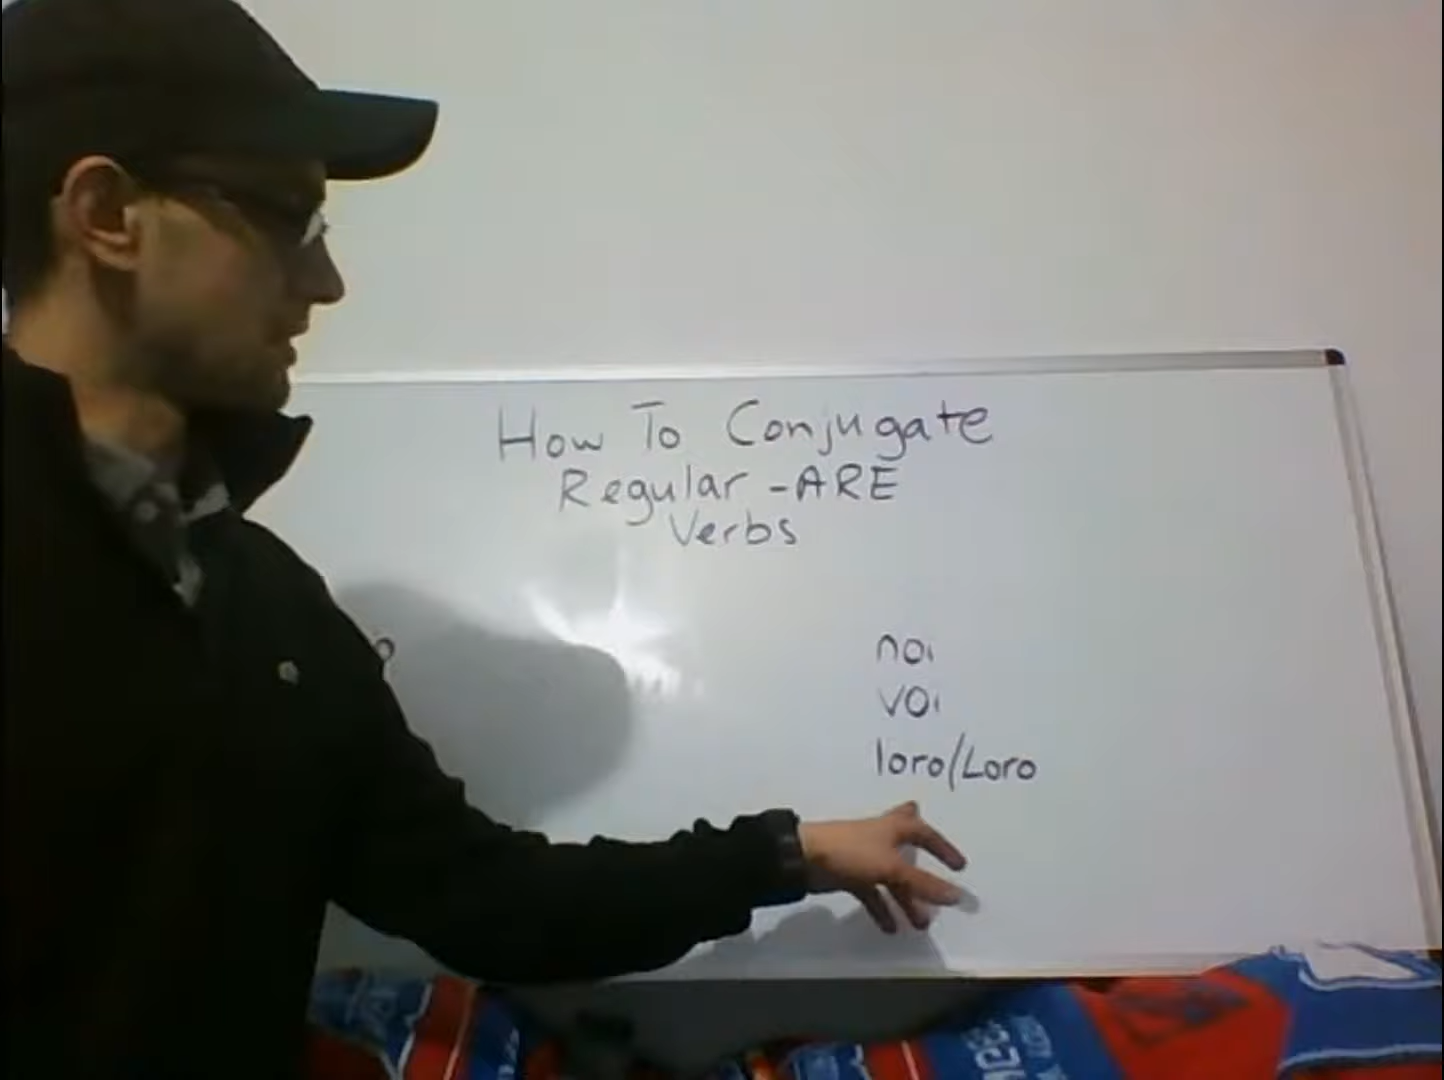 How To Conjugate
Regular -ARE
Verbs
noi
voi
loro/Loro